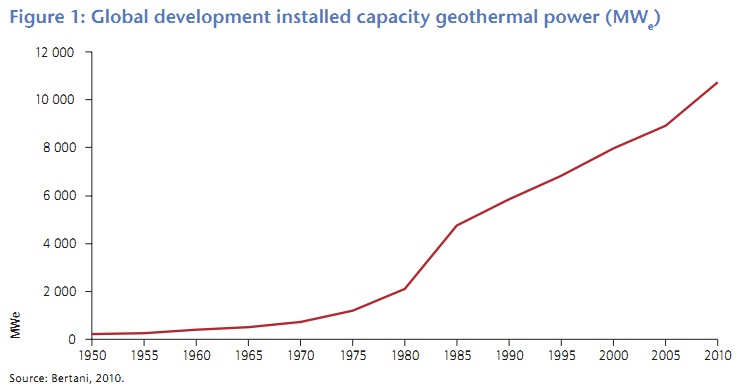 Figure 1: Global development installed capacity geothermal power (MWe)
12 000
10 000
8 000
6 000
4 000
2 000
0
MWe
1950 1955 1960 1965 1970 1975 1980 1985 1990 1995 2000 2005 2010
Source: Bertani, 2010.